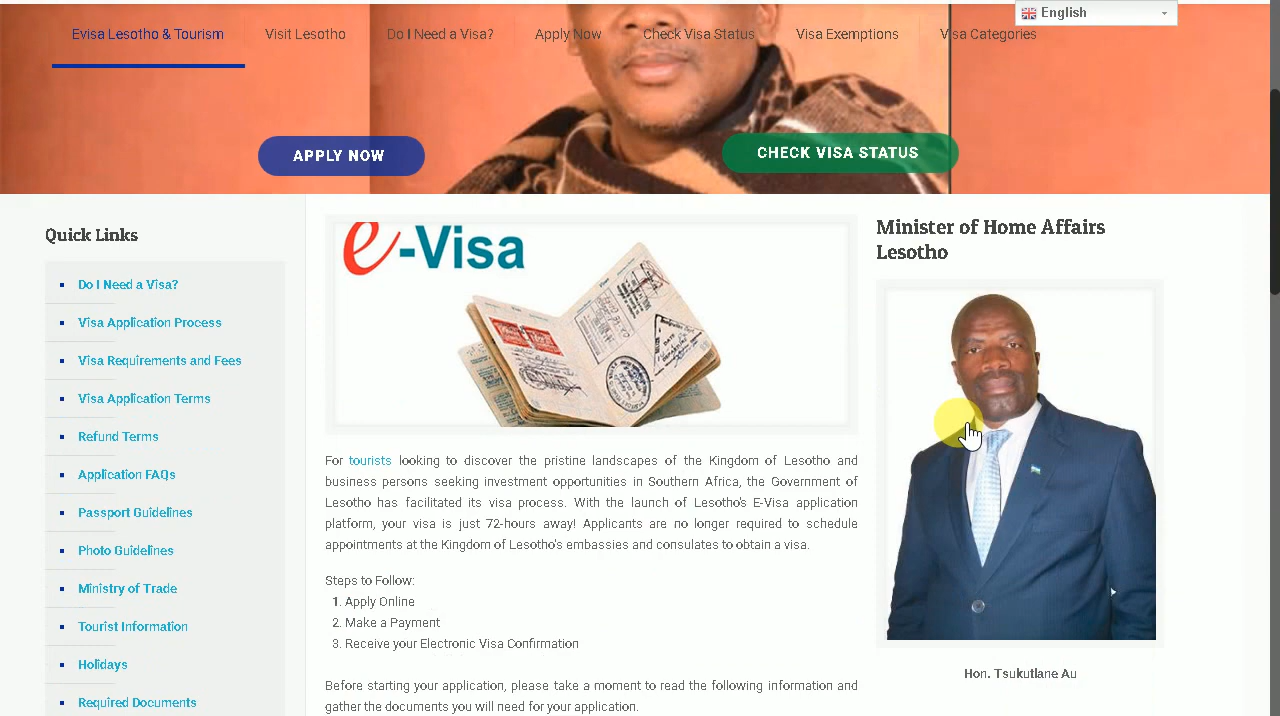 English
Evisa Lesotho & Tourism
Visit Lesotho
Do I Need a Visa?
Apply Now
Check Visa Status
Visa Exemptions
Visa Categories
APPLY NOW
CHECK VISA STATUS
Quick Links
Do I Need a Visa?
Visa Application Process
Visa Requirements and Fees
Visa Application Terms
Refund Terms
Application FAQs
Passport Guidelines
Photo Guidelines
Ministry of Trade
Tourist Information
Holidays
Required Documents
e-Visa
For tourists looking to discover the pristine landscapes of the Kingdom of Lesotho and
business persons seeking investment opportunities in Southern Africa, the Government of
Lesotho has facilitated its visa process. With the launch of Lesotho's E-Visa application
platform, your visa is just 72-hours away! Applicants are no longer required to schedule
appointments at the Kingdom of Lesotho's embassies and consulates to obtain a visa.
Steps to Follow:
1. Apply Online
2. Make a Payment
3. Receive your Electronic Visa Confirmation
Before starting your application, please take a moment to read the following information and
gather the documents you will need for your application.
Minister of Home Affairs
Lesotho
Hon. Tsukutlane Au